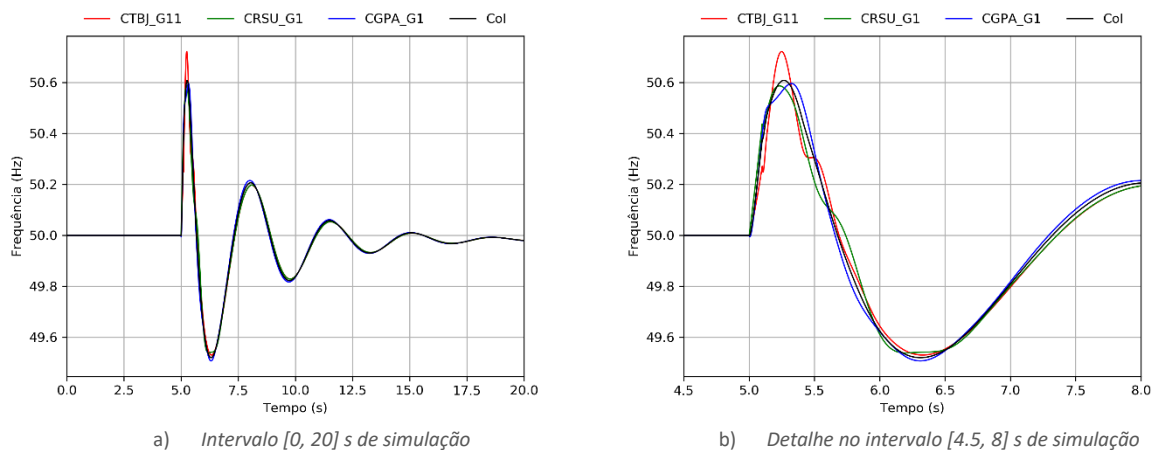 CTBJ_G11 CRSU_G1 CGPA_G1 CoI
50.6
50.4
50.2
50.0
49.8
49.6
Frequência (Hz)
0.0 2.5 5.0 7.5 10.0 12.5 15.0 17.5 20.0
Tempo (s)
a) Intervalo [0, 20] s de simulação
CTBJ_G11 CRSU_G1 CGPA_G1 CoI
50.6
50.4
50.2
50.0
49.8
49.6
Frequência (Hz)
4.5 5.0 5.5 6.0 6.5 7.0 7.5 8.0
Tempo (s)
b) Detalhe no intervalo [4.5, 8] s de simulação